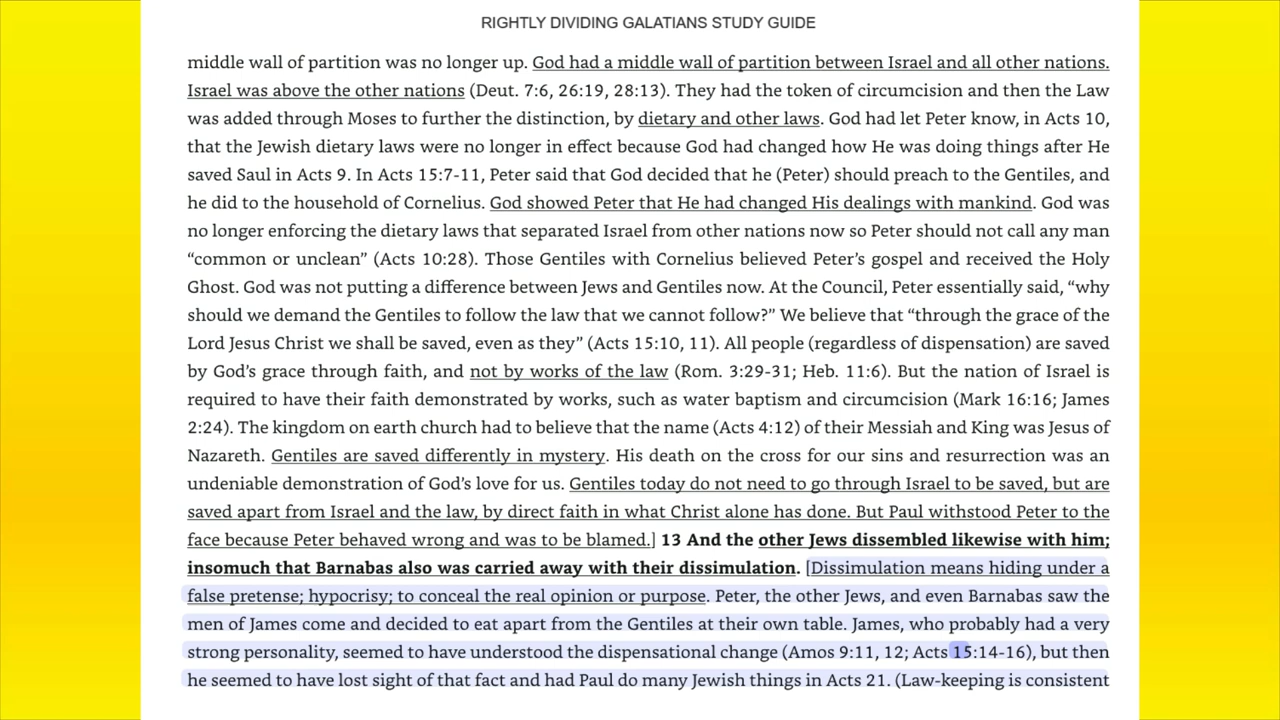 RIGHTLY DIVIDING GALATIANS STUDY GUIDE
middle wall of partition was no longer up. God had a middle wall of partition between Israel and all other nations.
Israel was above the other nations (Deut. 7:6, 26:19, 28:13). They had the token of circumcision and then the Law
was added through Moses to further the distinction, by dietary and other laws. God had let Peter know, in Acts 10,
that the Jewish dietary laws were no longer in effect because God had changed how He was doing things after He
saved Saul in Acts 9. In Acts 15:7-11, Peter said that God decided that he (Peter) should preach to the Gentiles, and
he did to the household of Cornelius. God showed Peter that He had changed His dealings with mankind. God was
no longer enforcing the dietary laws that separated Israel from other nations now so Peter should not call any man
“common or unclean” (Acts 10:28). Those Gentiles with Cornelius believed Peter’s gospel and received the Holy
Ghost. God was not putting a difference between Jews and Gentiles now. At the Council, Peter essentially said, “why
should we demand the Gentiles to follow the law that we cannot follow?” We believe that “through the grace of the
Lord Jesus Christ we shall be saved, even as they” (Acts 15:10, 11). All people (regardless of dispensation) are saved
by God’s grace through faith, and not by works of the law (Rom. 3:29-31; Heb. 11:6). But the nation of Israel is
required to have their faith demonstrated by works, such as water baptism and circumcision (Mark 16:16; James
2:24). The kingdom on earth church had to believe that the name (Acts 4:12) of their Messiah and King was Jesus of
Nazareth. Gentiles are saved differently in mystery. His death on the cross for our sins and resurrection was an
undeniable demonstration of God’s love for us. Gentiles today do not need to go through Israel to be saved, but are
saved apart from Israel and the law, by direct faith in what Christ alone has done. But Paul withstood Peter to the
face because Peter behaved wrong and was to be blamed.] 13 And the other Jews dissembled likewise with him;
insomuch that Barnabas also was carried away with their dissimulation. [Dissimulation means hiding under a
false pretense; hypocrisy; to conceal the real opinion or purpose. Peter, the other Jews, and even Barnabas saw the
men of James come and decided to eat apart from the Gentiles at their own table. James, who probably had a very
strong personality, seemed to have understood the dispensational change (Amos 9:11, 12; Acts 15:14-16), but then
he seemed to have lost sight of that fact and had Paul do many Jewish things in Acts 21. (Law-keeping is consistent